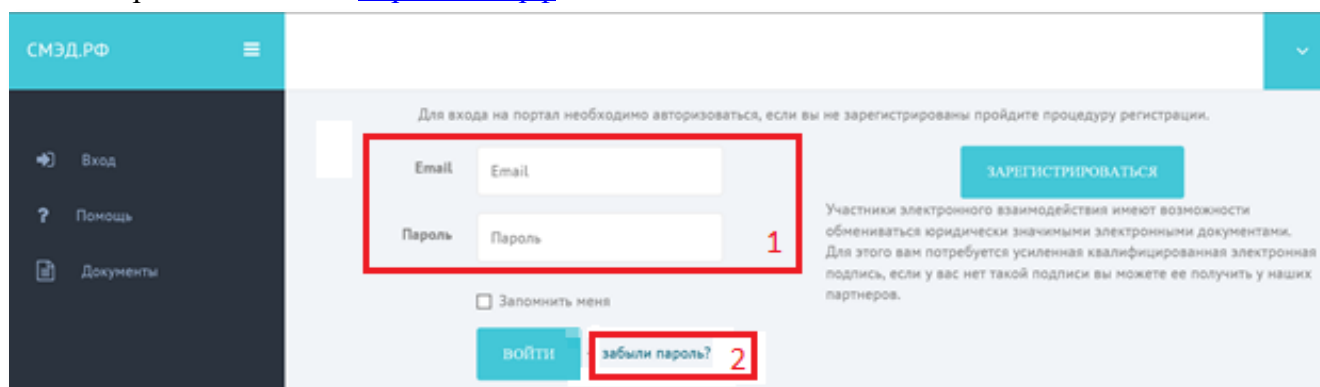 СМЭД.РФ
Для входа на портал необходимо авторизоваться, если вы не зарегистрированы пройдите процедуру регистрации.
Вход
Помощь
Документы
Email
Email
Пароль
Пароль
1
Запомнить меня
ВОЙТИ
забыли пароль?
2
ЗАРЕГИСТРИРОВАТЬСЯ
Участники электронного взаимодействия имеют возможности
обмениваться юридически значимыми электронными документами.
Для этого вам потребуется усиленная квалифицированная электронная
подпись, если у вас нет такой подписи вы можете ее получить у наших
партнеров.